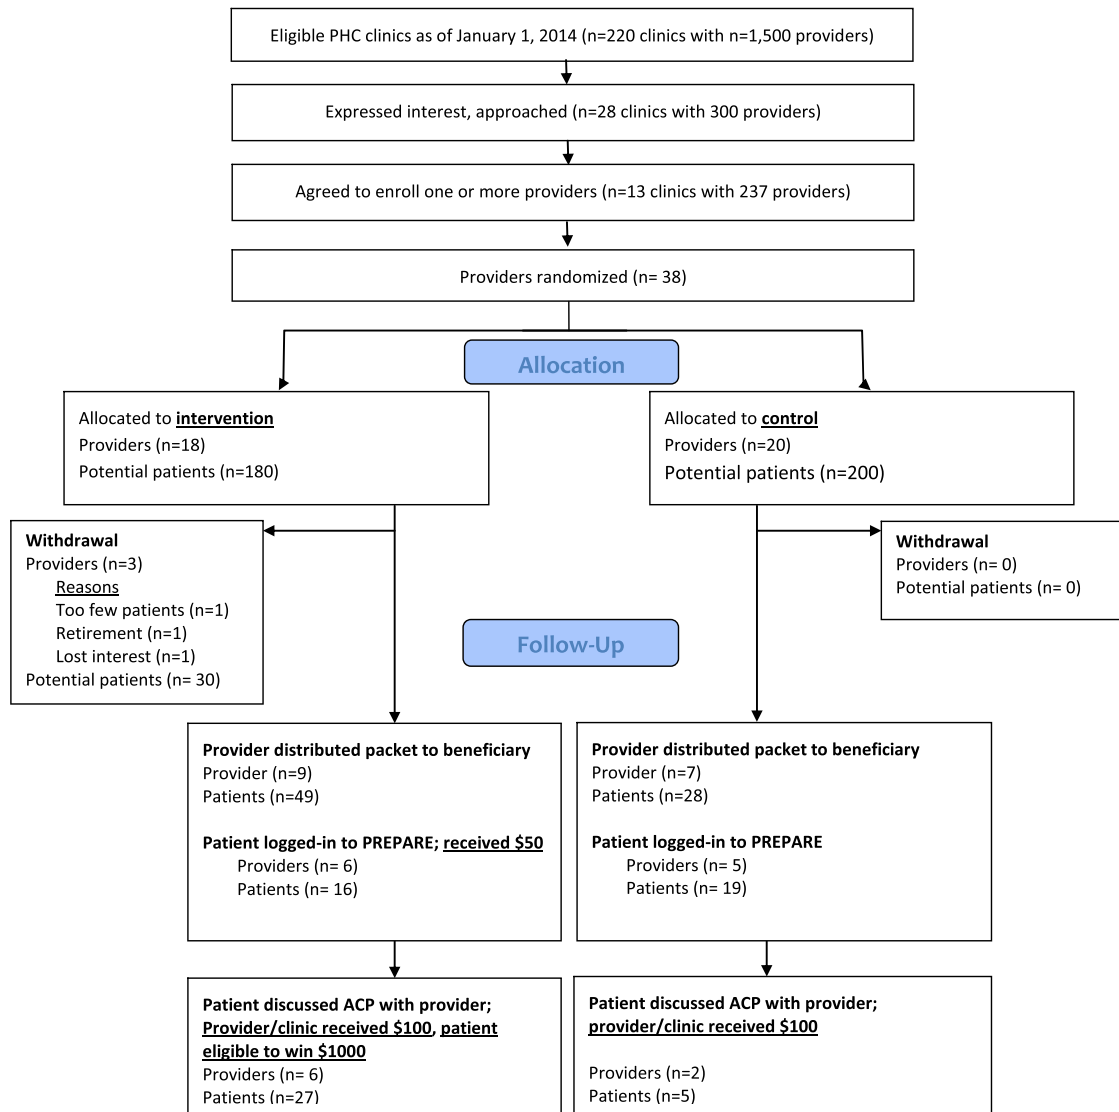 Eligible PHC clinics as of January 1, 2014 (n=220 clinics with n=1,500 providers)
Expressed interest, approached (n=28 clinics with 300 providers)
Agreed to enroll one or more providers (n=13 clinics with 237 providers)
Providers randomized (n= 38)
Allocation
Allocated to intervention
Providers (n=18)
Potential patients (n=180)
Allocated to control
Providers (n=20)
Potential patients (n=200)
Withdrawal
Providers (n=3)
Reasons
Too few patients (n=1)
Retirement (n=1)
Lost interest (n=1)
Potential patients (n= 30)
Withdrawal
Providers (n= 0)
Potential patients (n= 0)
Follow-Up
Provider distributed packet to beneficiary
Provider (n=9)
Patients (n=49)
Patient logged-in to PREPARE; received $50
Providers (n= 6)
Patients (n= 16)
Provider distributed packet to beneficiary
Provider (n=7)
Patients (n=28)
Patient logged-in to PREPARE
Providers (n= 5)
Patients (n= 19)
Patient discussed ACP with provider;
Provider/clinic received $100, patient
eligible to win $1000
Providers (n= 6)
Patients (n=27)
Patient discussed ACP with provider;
provider/clinic received $100
Providers (n=2)
Patients (n=5)